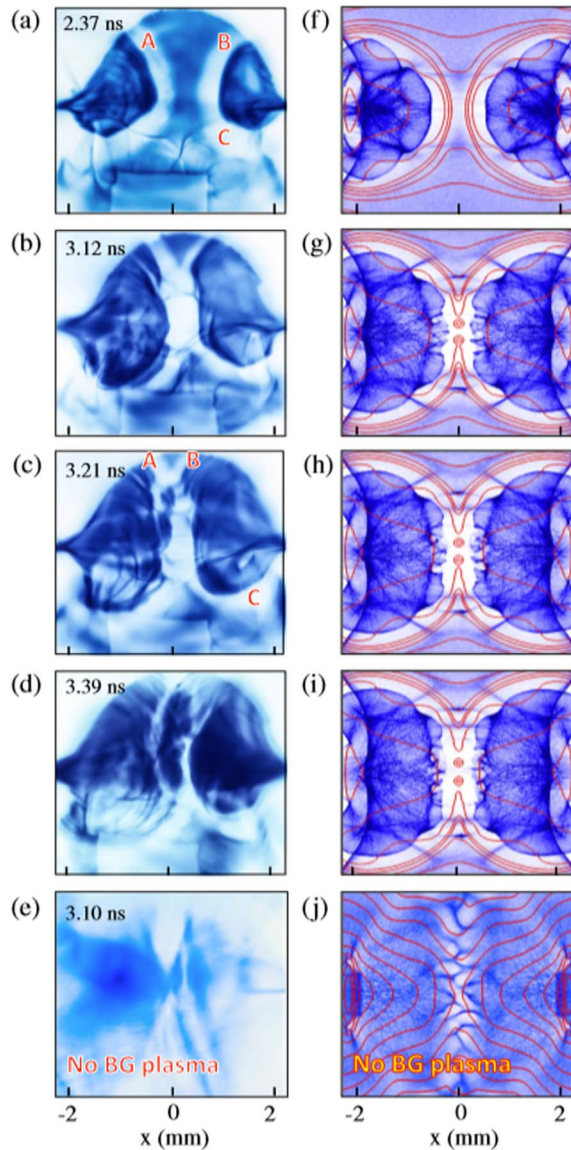 (a)
2.37 ns
A
B
C
(f)
(b)
3.12 ns
(g)
(c)
A
B
3.21 ns
C
(h)
(d)
3.39 ns
(i)
(e)
3.10 ns
No BG plasma
(j)
No BG plasma
-2
0
2
x (mm)
-2
0
2
x (mm)